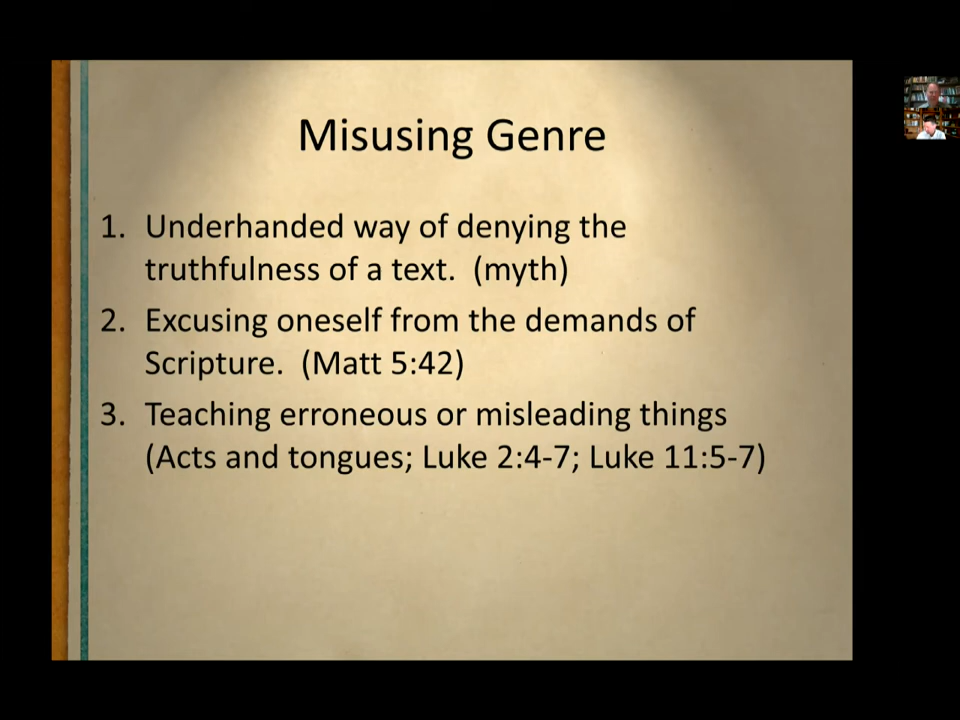 Misusing Genre
1. Underhanded way of denying the
truthfulness of a text.  (myth)
2. Excusing oneself from the demands of
Scripture.  (Matt 5:42)
3. Teaching erroneous or misleading things
(Acts and tongues; Luke 2:4-7; Luke 11:5-7)